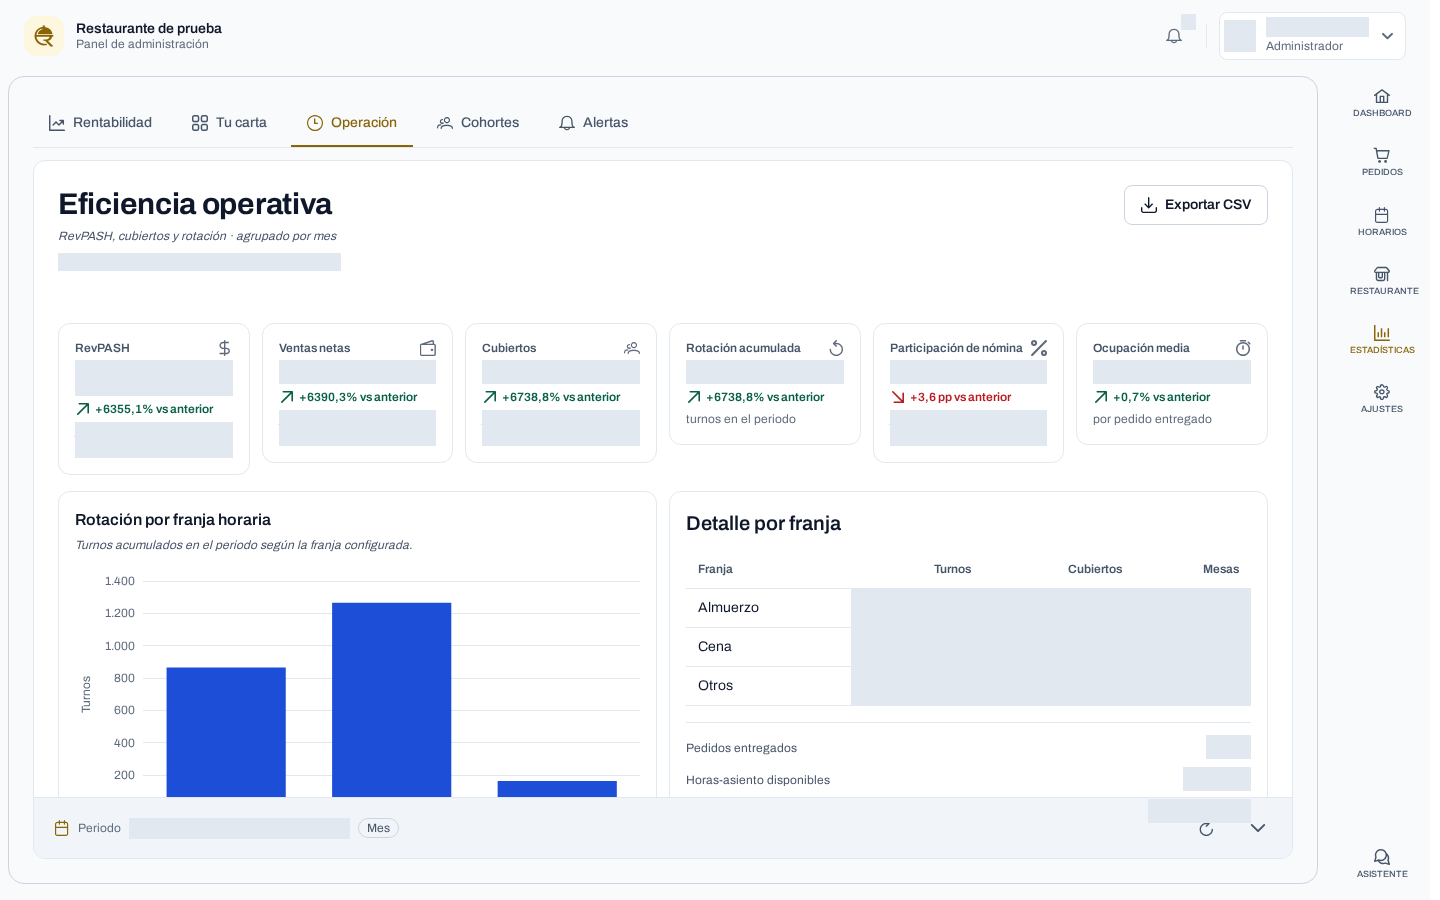 Restaurante de prueba
Panel de administración
Administrador
Rentabilidad
Tu carta
Operación
Cohortes
Alertas
DASHBOARD
PEDIDOS
HORARIOS
RESTAURANTE
ESTADÍSTICAS
AJUSTES
ASISTENTE
Eficiencia operativa
Exportar CSV
RevPASH, cubiertos y rotación · agrupado por mes
RevPASH
+6355,1% vs anterior
Ventas netas
+6390,3% vs anterior
Cubiertos
+6738,8% vs anterior
Rotación acumulada
+6738,8% vs anterior
turnos en el periodo
Participación de nómina
+3,6 pp vs anterior
Ocupación media
+0,7% vs anterior
por pedido entregado
Rotación por franja horaria
Turnos acumulados en el periodo según la franja configurada.
1.400
1.200
1.000
800
600
400
200
Turnos
Detalle por franja
Franja Turnos Cubiertos Mesas
Almuerzo
Cena
Otros
Pedidos entregados
Horas-asiento disponibles
Periodo
Mes